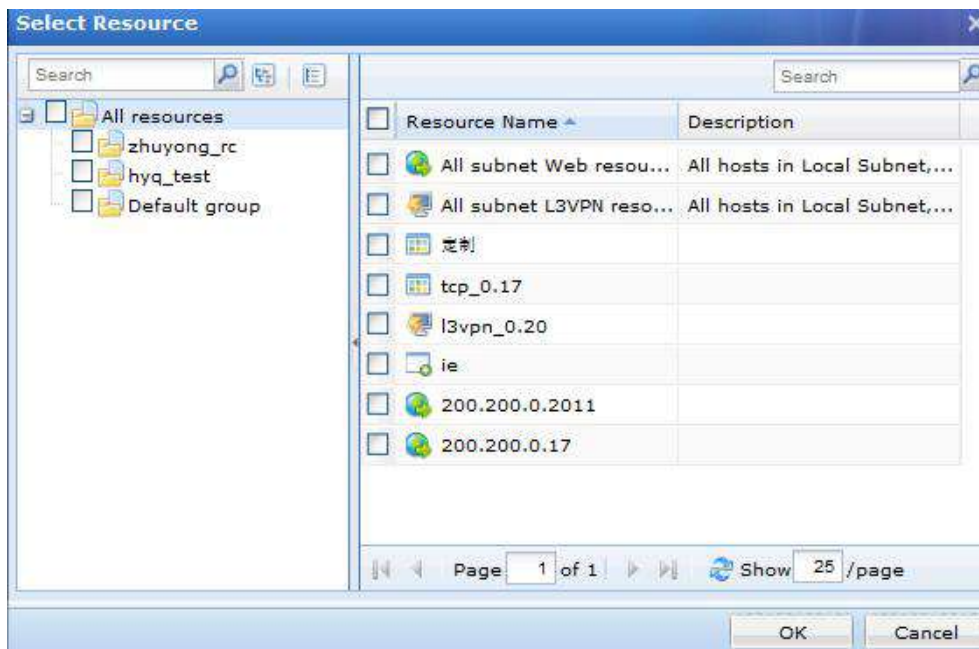 Select Resource
Search
All resources
zhuyong_rc
hyq_test
Default group
Search
Resource Name Description
All subnet Web resou... All hosts in Local Subnet,...
All subnet L3VPN reso... All hosts in Local Subnet,...
定制
tcp_0.17
l3vpn_0.20
ie
200.200.0.2011
200.200.0.17
Page 1 of 1 Show 25 /page
OK Cancel